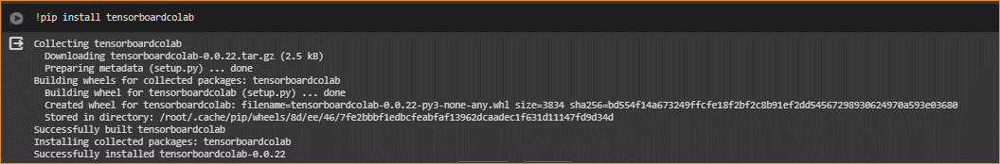 !pip install tensorboardcolab
Collecting tensorboardcolab
Downloading tensorboardcolab-0.0.22.tar.gz (2.5 kB)
Preparing metadata (setup.py) ... done
Building wheels for collected packages: tensorboardcolab
Building wheel for tensorboardcolab (setup.py) ... done
Created wheel for tensorboardcolab: filename=tensorboardcolab-0.0.22-py3-none-any.whl size=3834 sha256=bd554f14a673249ffcfe18f2bf2c8b91ef2dd54567298930624970a593e03680
Stored in directory: /root/.cache/pip/wheels/8d/ee/46/7fe2bbbf1edbcfeabfaf13962dcaadec1f631d11147fd9d34d
Successfully built tensorboardcolab
Installing collected packages: tensorboardcolab
Successfully installed tensorboardcolab-0.0.22